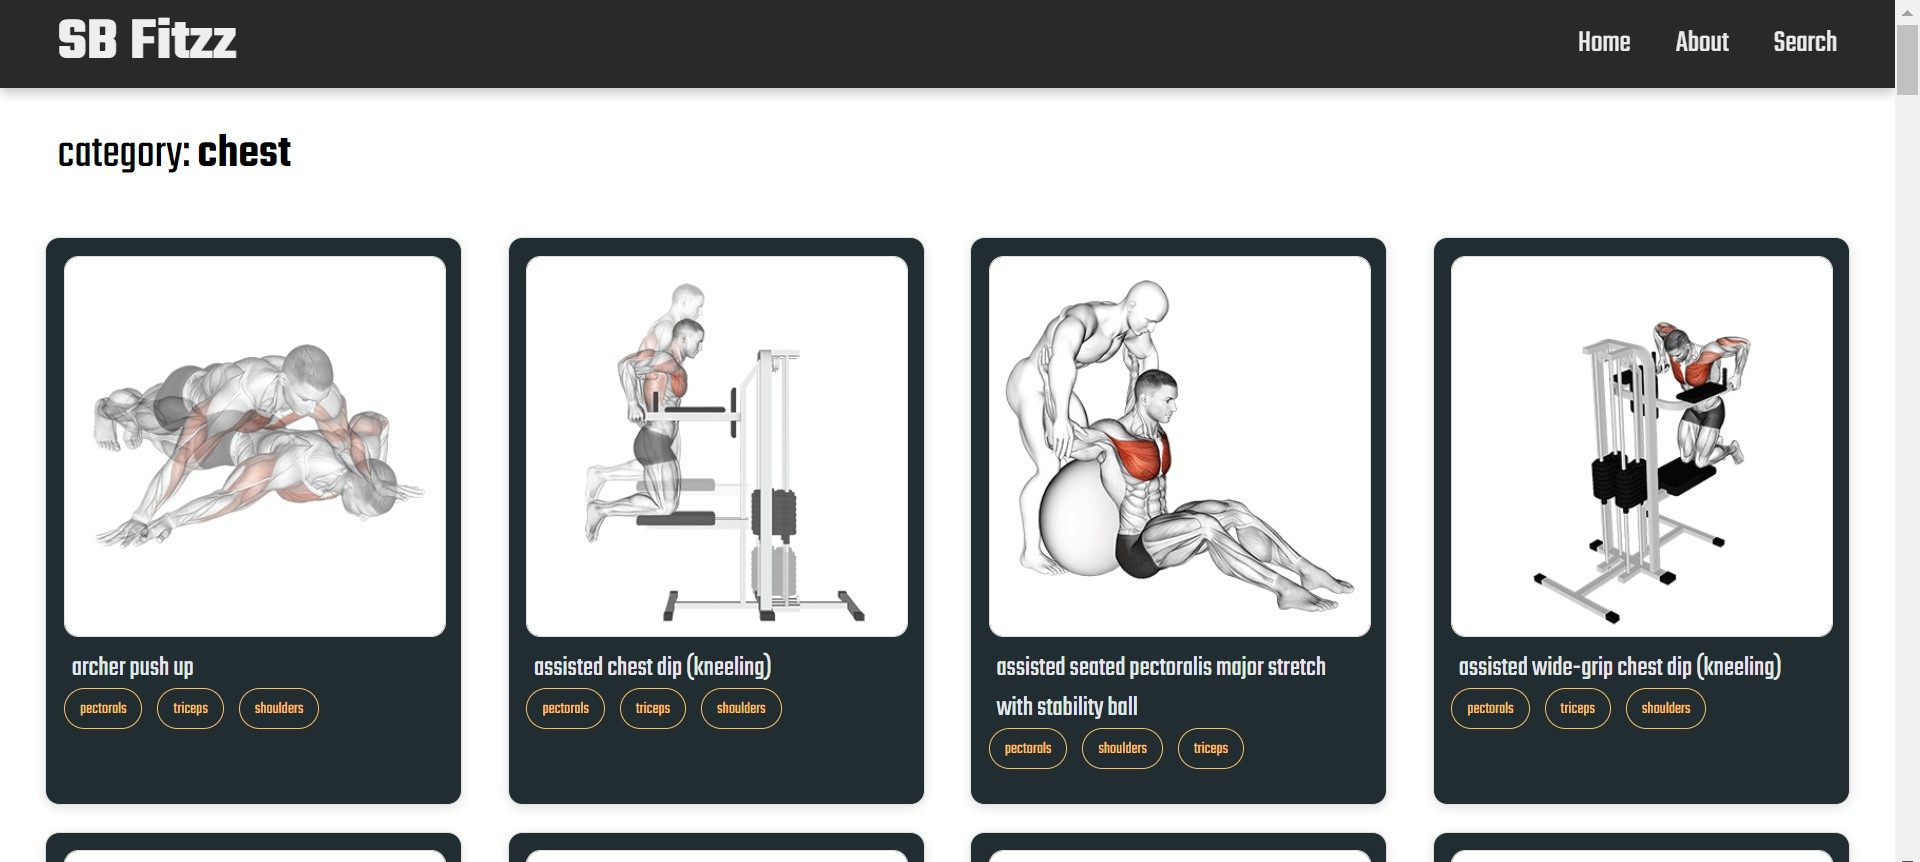 SB Fitzz
Home About Search
category: chest
archer push up
pectorals triceps shoulders
assisted chest dip (kneeling)
pectorals triceps shoulders
assisted seated pectoralis major stretch
with stability ball
pectorals shoulders triceps
assisted wide-grip chest dip (kneeling)
pectorals triceps shoulders